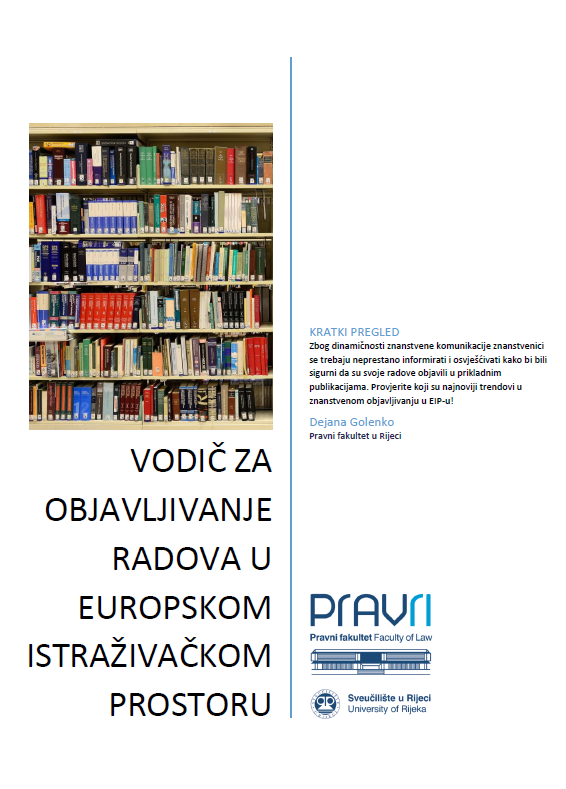 VODIČ ZA
OBJAVLJIVANJE
RADOVA U
EUROPSKOM
ISTRAŽIVAČKOM
PROSTORU
KRATKI PREGLED
Zbog dinamičnosti znanstvene komunikacije znanstvenici
se trebaju neprestano informirati i osvješćivati kako bi bili
sigurni da su svoje radove objavili u prikladnim
publikacijama. Provjerite koji su najnoviji trendovi u
znanstvenom objavljivanju u EIP-u!
Dejana Golenko
Pravni fakultet u Rijeci
pravri
Pravni fakultet Faculty of Law
Sveučilište u Rijeci
University of Rijeka